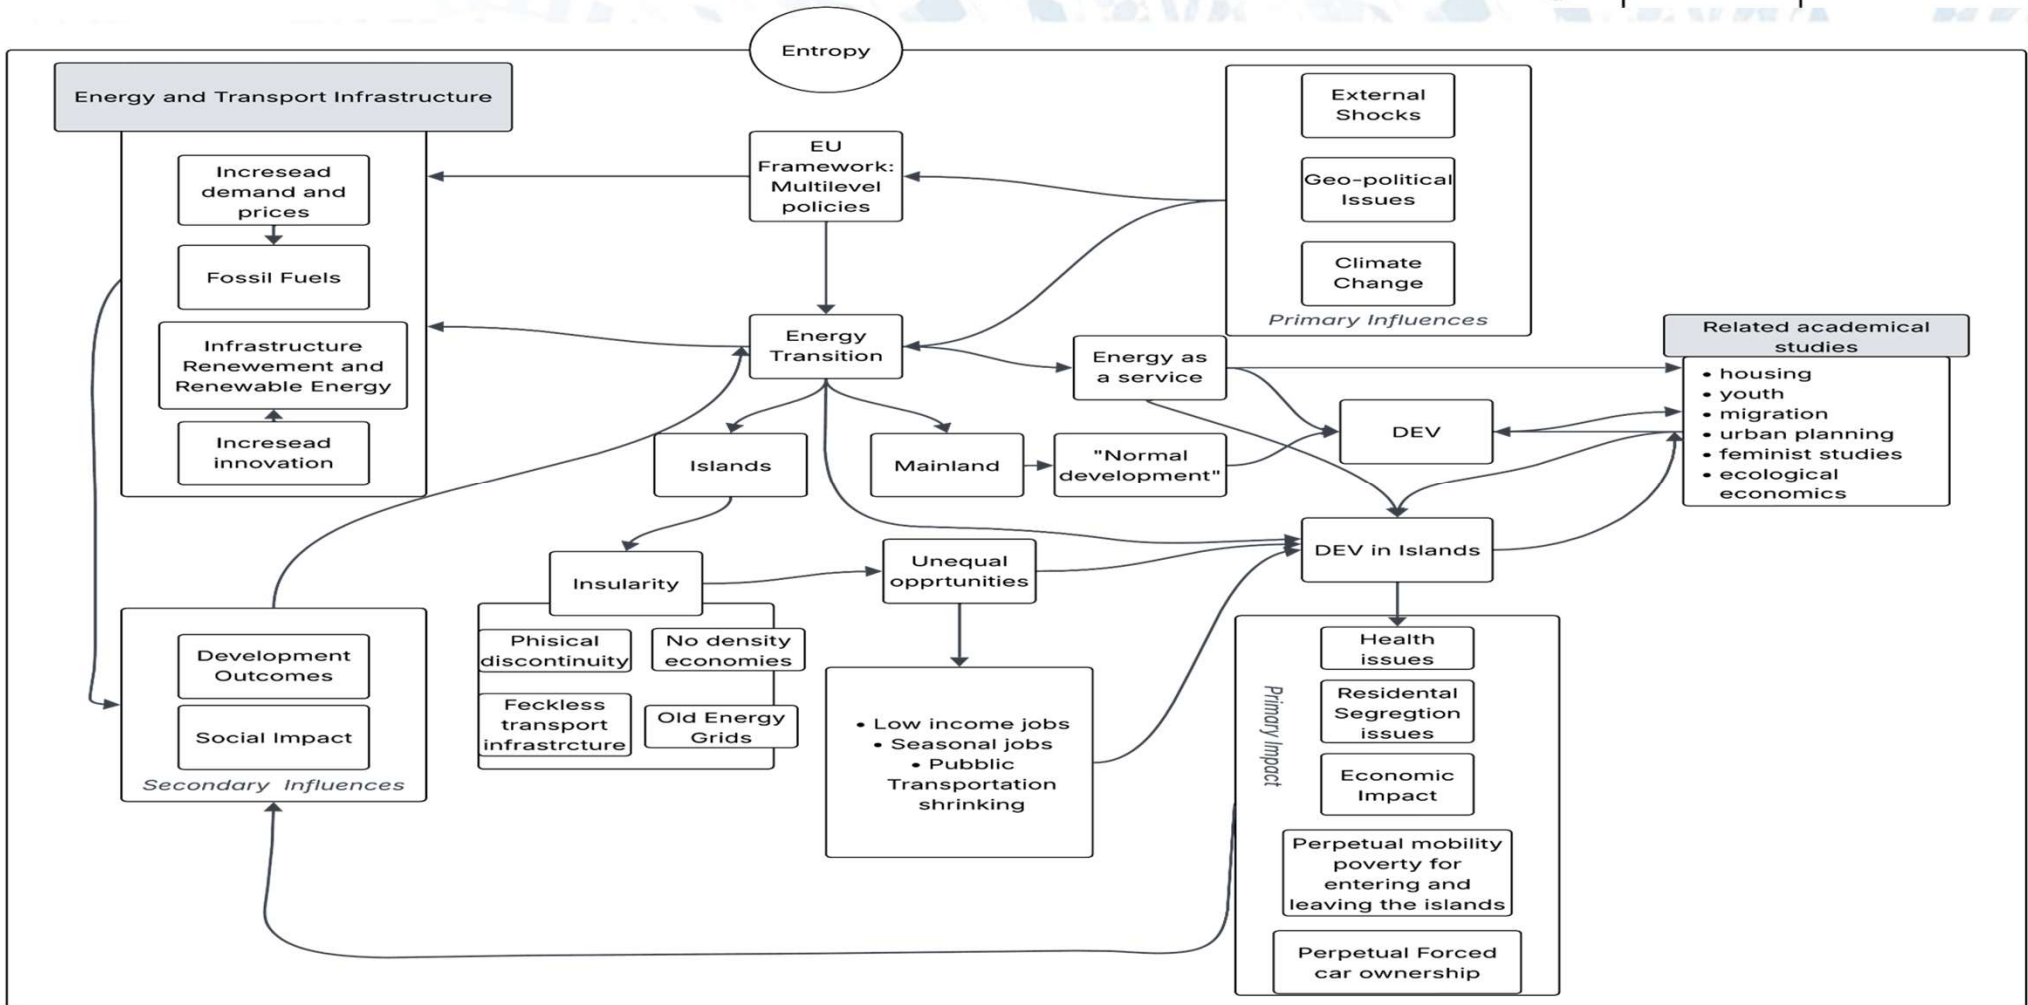 Entropy
Energy and Transport Infrastructure
Incresead
demand and
prices
Fossil Fuels
Infrastructure
Renewement and
Renewable Energy
Incresead
innovation
EU
Framework:
Multilevel
policies
External
Shocks
Geo-political
Issues
Climate
Change
Primary Influences
Energy
Transition
Energy as
a service
Related academical
studies
• housing
• youth
• migration
• urban planning
• feminist studies
• ecological
economics
DEV
Islands
Mainland
"Normal
development"
DEV in Islands
Insularity
Unequal
opprtunities
Phisical
discontinuity
No density
economies
Feckless
transport
infrastrcture
Old Energy
Grids
• Low income jobs
• Seasonal jobs
• Pubblic
Transportation
shrinking
Development
Outcomes
Social Impact
Secondary Influences
Primary Impact
Health
issues
Residental
Segregtion
issues
Economic
Impact
Perpetual mobility
poverty for
entering and
leaving the islands
Perpetual Forced
car ownership